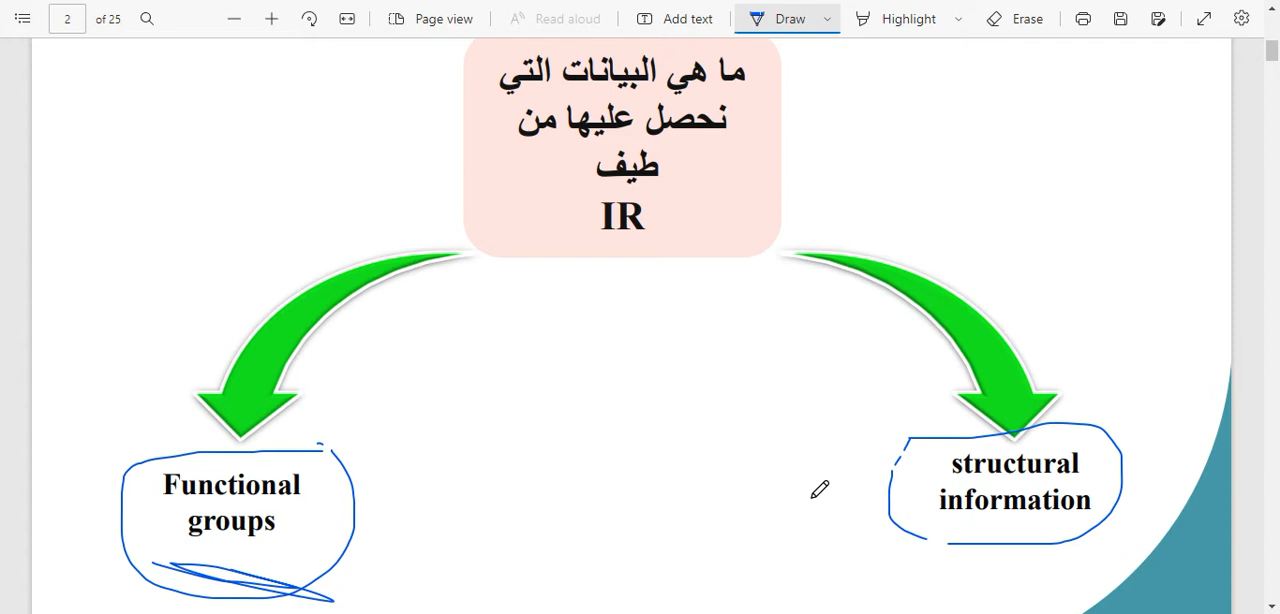 2 of 25 Page view Read aloud Add text Draw Highlight Erase
ما هي البيانات التي
نحصل عليها من
طيف
IR
Functional
groups
structural
information